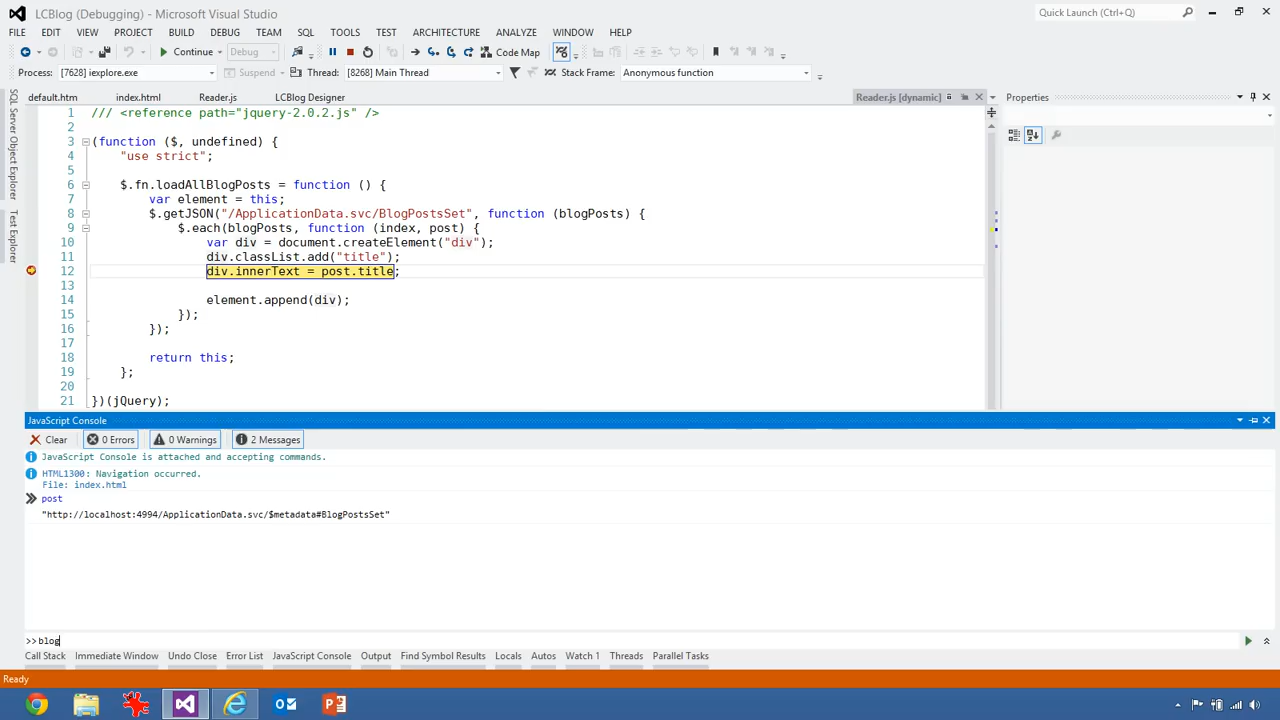 LCBlog (Debugging) - Microsoft Visual Studio
Quick Launch (Ctrl+Q)
FILE EDIT VIEW PROJECT BUILD DEBUG TEAM SQL TOOLS TEST ARCHITECTURE ANALYZE WINDOW HELP
Continue Debug Code Map
Process: [7628] iexplore.exe Suspend Thread: [8268] Main Thread Stack Frame: Anonymous function
default.htm index.html Reader.js LCBlog Designer Reader.js [dynamic] Properties
SQL Server Object Explorer
Test Explorer
1 /// <reference path="jquery-2.0.2.js" />
2
3 (function ($, undefined) {
4 "use strict";
5
6 $.fn.loadAllBlogPosts = function () {
7 var element = this;
8 $.getJSON("/ApplicationData.svc/BlogPostsSet", function (blogPosts) {
9 $.each(blogPosts, function (index, post) {
10 var div = document.createElement("div");
11 div.classList.add("title");
12 div.innerText = post.title;
13
14 element.append(div);
15 });
16 });
17
18 return this;
19 };
20
21 })(jQuery);
JavaScript Console
Clear 0 Errors 0 Warnings 2 Messages
JavaScript Console is attached and accepting commands.
HTML1300: Navigation occurred.
File: index.html
post
"http://localhost:4994/ApplicationData.svc/$metadata#BlogPostsSet"
>>blog
Call Stack Immediate Window Undo Close Error List JavaScript Console Output Find Symbol Results Locals Autos Watch 1 Threads Parallel Tasks
Ready